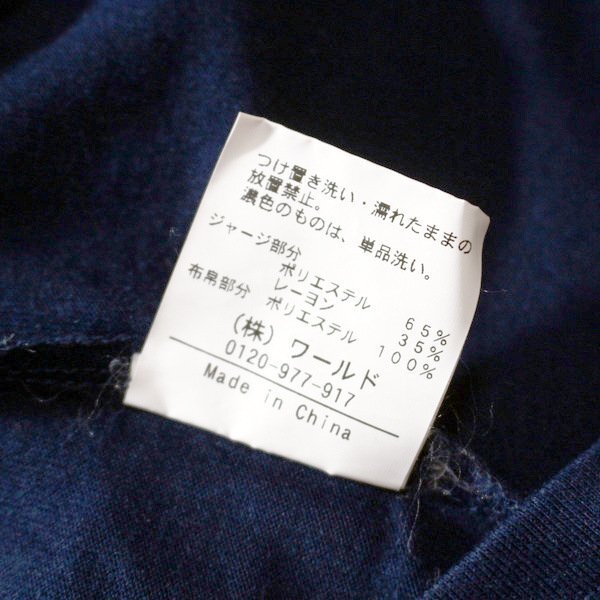 つけ置き洗い・濡れたままの
放置禁止。
濃色のものは、単品洗い。
ジャージ部分
ポリエステル 65%
レーヨン 35%
布帛部分 ポリエステル 100%
(株) ワールド
0120-977-917
Made in China